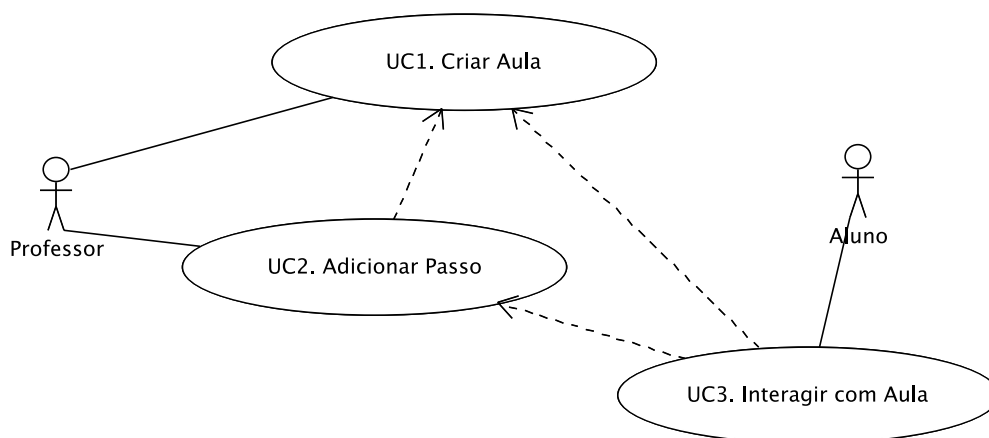 UC1. Criar Aula
Professor
Aluno
UC2. Adicionar Passo
UC3. Interagir com Aula